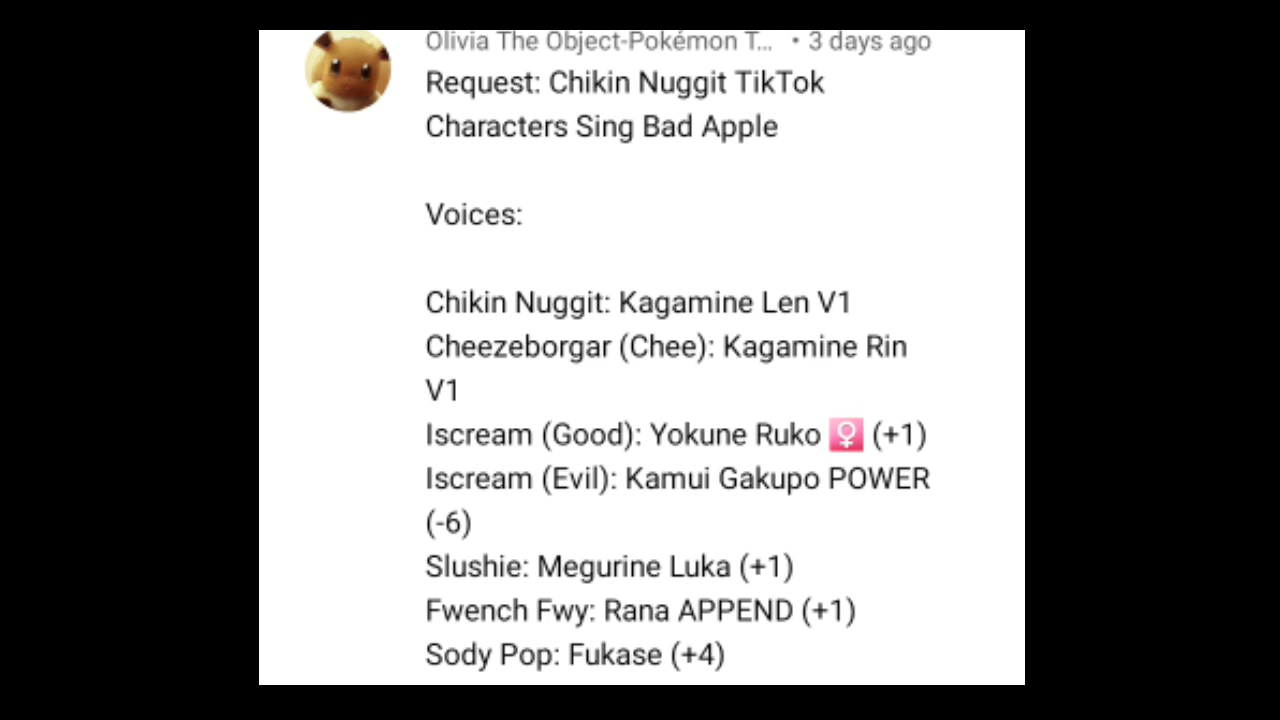 Olivia The Object-Pokémon T... • 3 days ago
Request: Chikin Nuggit TikTok
Characters Sing Bad Apple
Voices:
Chikin Nuggit: Kagamine Len V1
Cheezeborgar (Chee): Kagamine Rin
V1
Iscream (Good): Yokune Ruko ♀ (+1)
Iscream (Evil): Kamui Gakupo POWER
(-6)
Slushie: Megurine Luka (+1)
Fwench Fwy: Rana APPEND (+1)
Sody Pop: Fukase (+4)